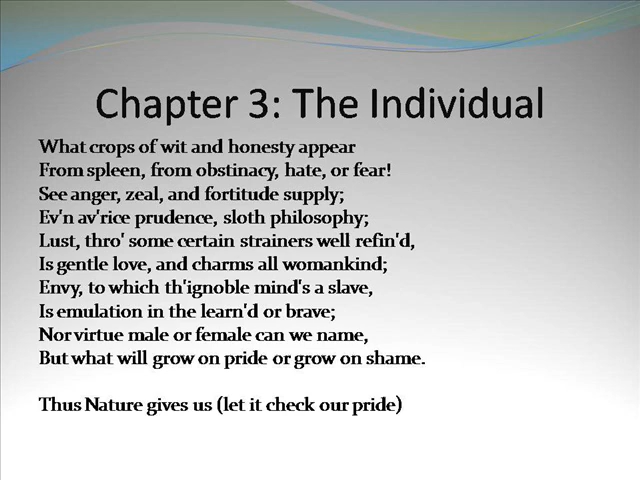 Chapter 3: The Individual
What crops of wit and honesty appear
From spleen, from obstinacy, hate, or fear!
See anger, zeal, and fortitude supply;
Ev'n av'rice prudence, sloth philosophy;
Lust, thro' some certain strainers well refin'd,
Is gentle love, and charms all womankind;
Envy, to which th'ignoble mind's a slave,
Is emulation in the learn'd or brave;
Nor virtue male or female can we name,
But what will grow on pride or grow on shame.
Thus Nature gives us (let it check our pride)